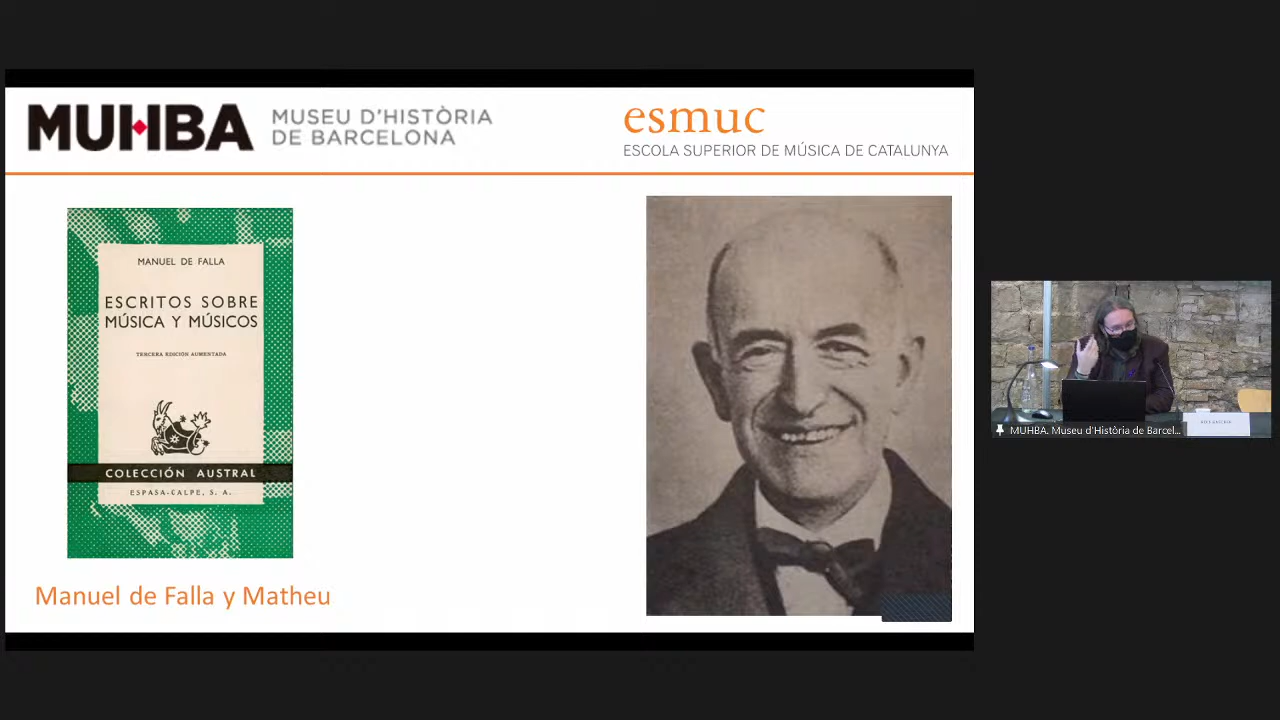 MUHBA
MUSEU D'HISTÒRIA
DE BARCELONA
esmuc
ESCOLA SUPERIOR DE MÚSICA DE CATALUNYA
MANUEL DE FALLA
ESCRITOS SOBRE
MÚSICA Y MÚSICOS
TERCERA EDICIÓN AUMENTADA
COLECCIÓN AUSTRAL
ESPASA-CALPE, S. A.
Manuel de Falla y Matheu
MUHBA. Museu d'Història de Barcel...